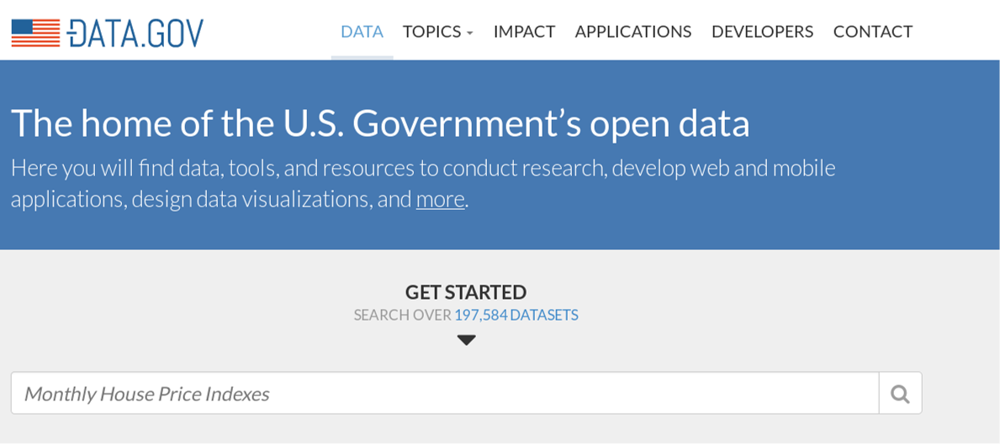 DATA.GOV
DATA TOPICS IMPACT APPLICATIONS DEVELOPERS CONTACT
The home of the U.S. Government’s open data
Here you will find data, tools, and resources to conduct research, develop web and mobile
applications, design data visualizations, and more.
GET STARTED
SEARCH OVER 197,584 DATASETS
Monthly House Price Indexes